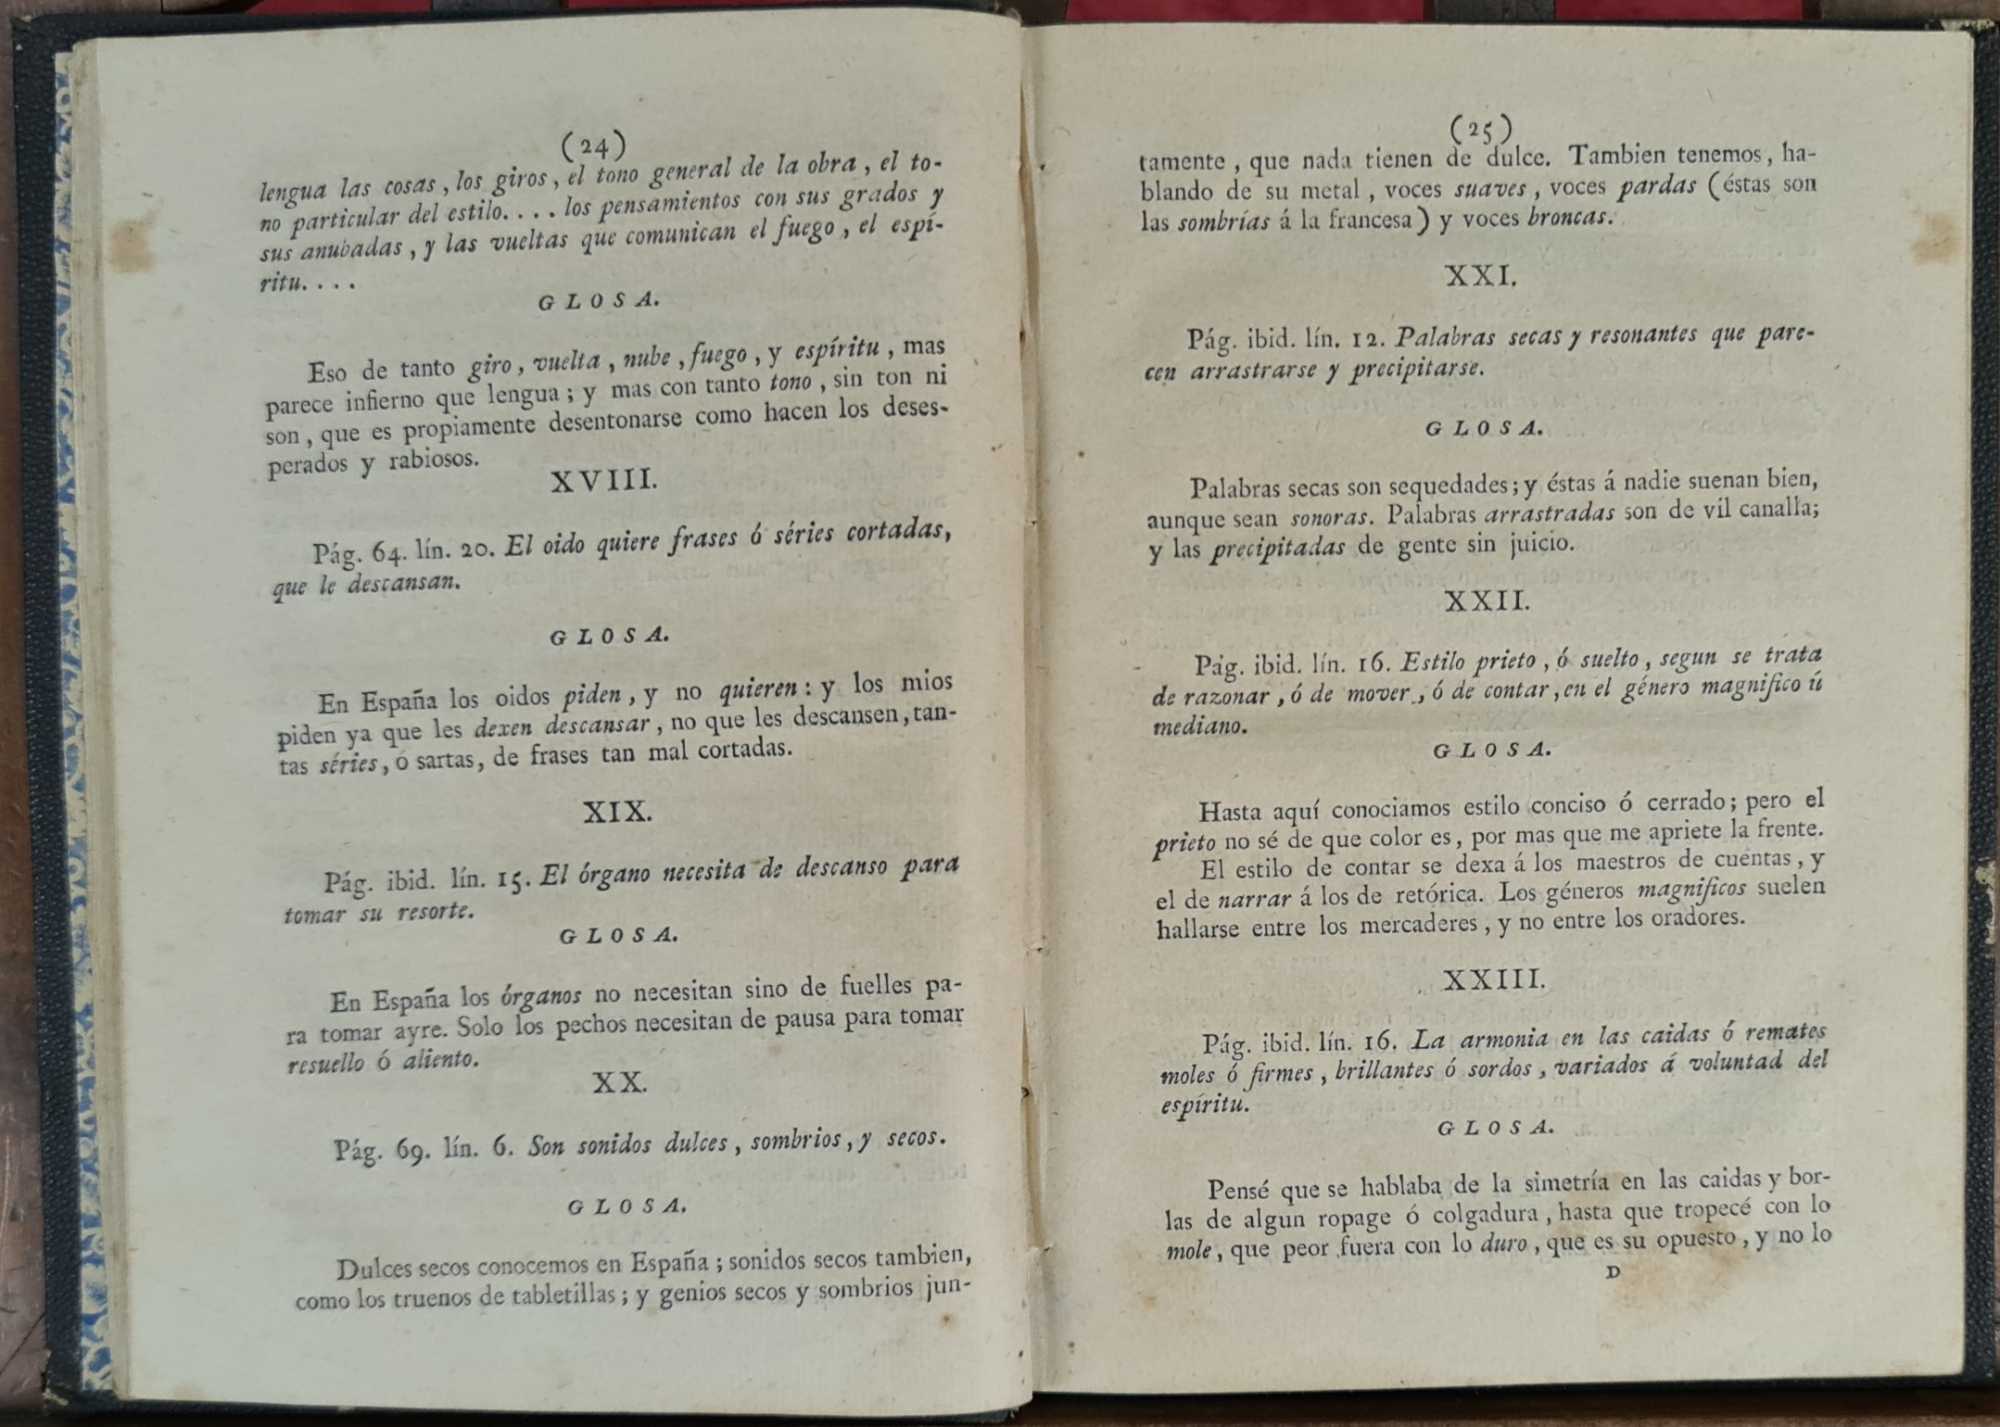 (24)
lengua las cosas, los giros, el tono general de la obra, el to-
no particular del estilo.... los pensamientos con sus grados y
sus anubadas, y las vueltas que comunican el fuego, el espí-
ritu....
GLOSA.
Eso de tanto giro, vuelta, nube, fuego, y espíritu, mas
parece infierno que lengua; y mas con tanto tono, sin ton ni
son, que es propiamente desentonarse como hacen los deses-
perados y rabiosos.
XVIII.
Pág. 64. lín. 20. El oido quiere frases ó séries cortadas,
que le descansan.
GLOSA.
En España los oidos piden, y no quieren: y los mios
piden ya que les dexen descansar, no que les descansen, tan-
tas séries, ó sartas, de frases tan mal cortadas.
XIX.
Pág. ibid. lín. 15. El órgano necesita de descanso para
tomar su resorte.
GLOSA.
En España los órganos no necesitan sino de fuelles pa-
ra tomar ayre. Solo los pechos necesitan de pausa para tomar
resuello ó aliento.
XX.
Pág. 69. lín. 6. Son sonidos dulces, sombrios, y secos.
GLOSA.
Dulces secos conocemos en España; sonidos secos tambien,
como los truenos de tabletillas; y genios secos y sombrios jun-
(25)
tamente, que nada tienen de dulce. Tambien tenemos, ha-
blando de su metal, voces suaves, voces pardas (éstas son
las sombrías á la francesa) y voces broncas.
XXI.
Pág. ibid. lín. 12. Palabras secas y resonantes que pare-
cen arrastrarse y precipitarse.
GLOSA.
Palabras secas son sequedades; y éstas á nadie suenan bien,
aunque sean sonoras. Palabras arrastradas son de vil canalla;
y las precipitadas de gente sin juicio.
XXII.
Pág. ibid. lín. 16. Estilo prieto, ó suelto, segun se trata
de razonar, ó de mover, ó de contar, en el género magnifico ú
mediano.
GLOSA.
Hasta aquí conociamos estilo conciso ó cerrado; pero el
prieto no sé de que color es, por mas que me apriete la frente.
El estilo de contar se dexa á los maestros de cuentas, y
el de narrar á los de retórica. Los géneros magnificos suelen
hallarse entre los mercaderes, y no entre los oradores.
XXIII.
Pág. ibid. lín. 16. La armonia en las caidas ó remates
moles ó firmes, brillantes ó sordos, variados á voluntad del
espíritu.
GLOSA.
Pensé que se hablaba de la simetría en las caidas y bor-
las de algun ropage ó colgadura, hasta que tropecé con lo
mole, que peor fuera con lo duro, que es su opuesto, y no lo
D